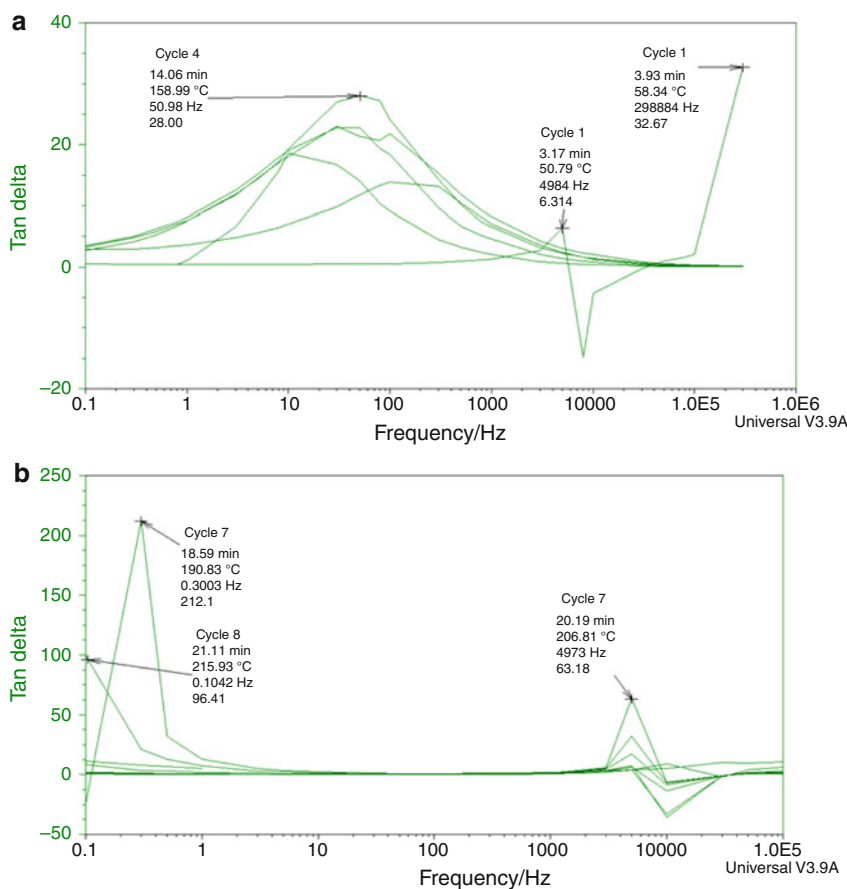 a
40
20
0
−20
Tan delta
Cycle 4
14.06 min
158.99 °C
50.98 Hz
28.00
Cycle 1
3.17 min
50.79 °C
4984 Hz
6.314
Cycle 1
3.93 min
58.34 °C
298884 Hz
32.67
0.1 1 10 100 1000 10000 1.0E5 1.0E6
Frequency/Hz
Universal V3.9A
b
250
200
150
100
50
0
−50
Tan delta
Cycle 7
18.59 min
190.83 °C
0.3003 Hz
212.1
Cycle 8
21.11 min
215.93 °C
0.1042 Hz
96.41
Cycle 7
20.19 min
206.81 °C
4973 Hz
63.18
0.1 1 10 100 1000 10000 1.0E5
Frequency/Hz
Universal V3.9A